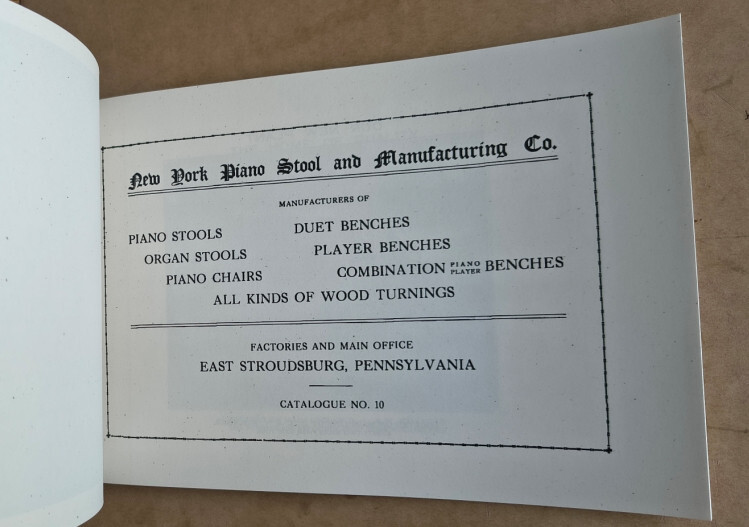 New York Piano Stool and Manufacturing Co.
MANUFACTURERS OF
PIANO STOOLS
ORGAN STOOLS
PIANO CHAIRS
DUET BENCHES
PLAYER BENCHES
COMBINATION PIANO PLAYER BENCHES
ALL KINDS OF WOOD TURNINGS
FACTORIES AND MAIN OFFICE
EAST STROUDSBURG, PENNSYLVANIA
CATALOGUE NO. 10